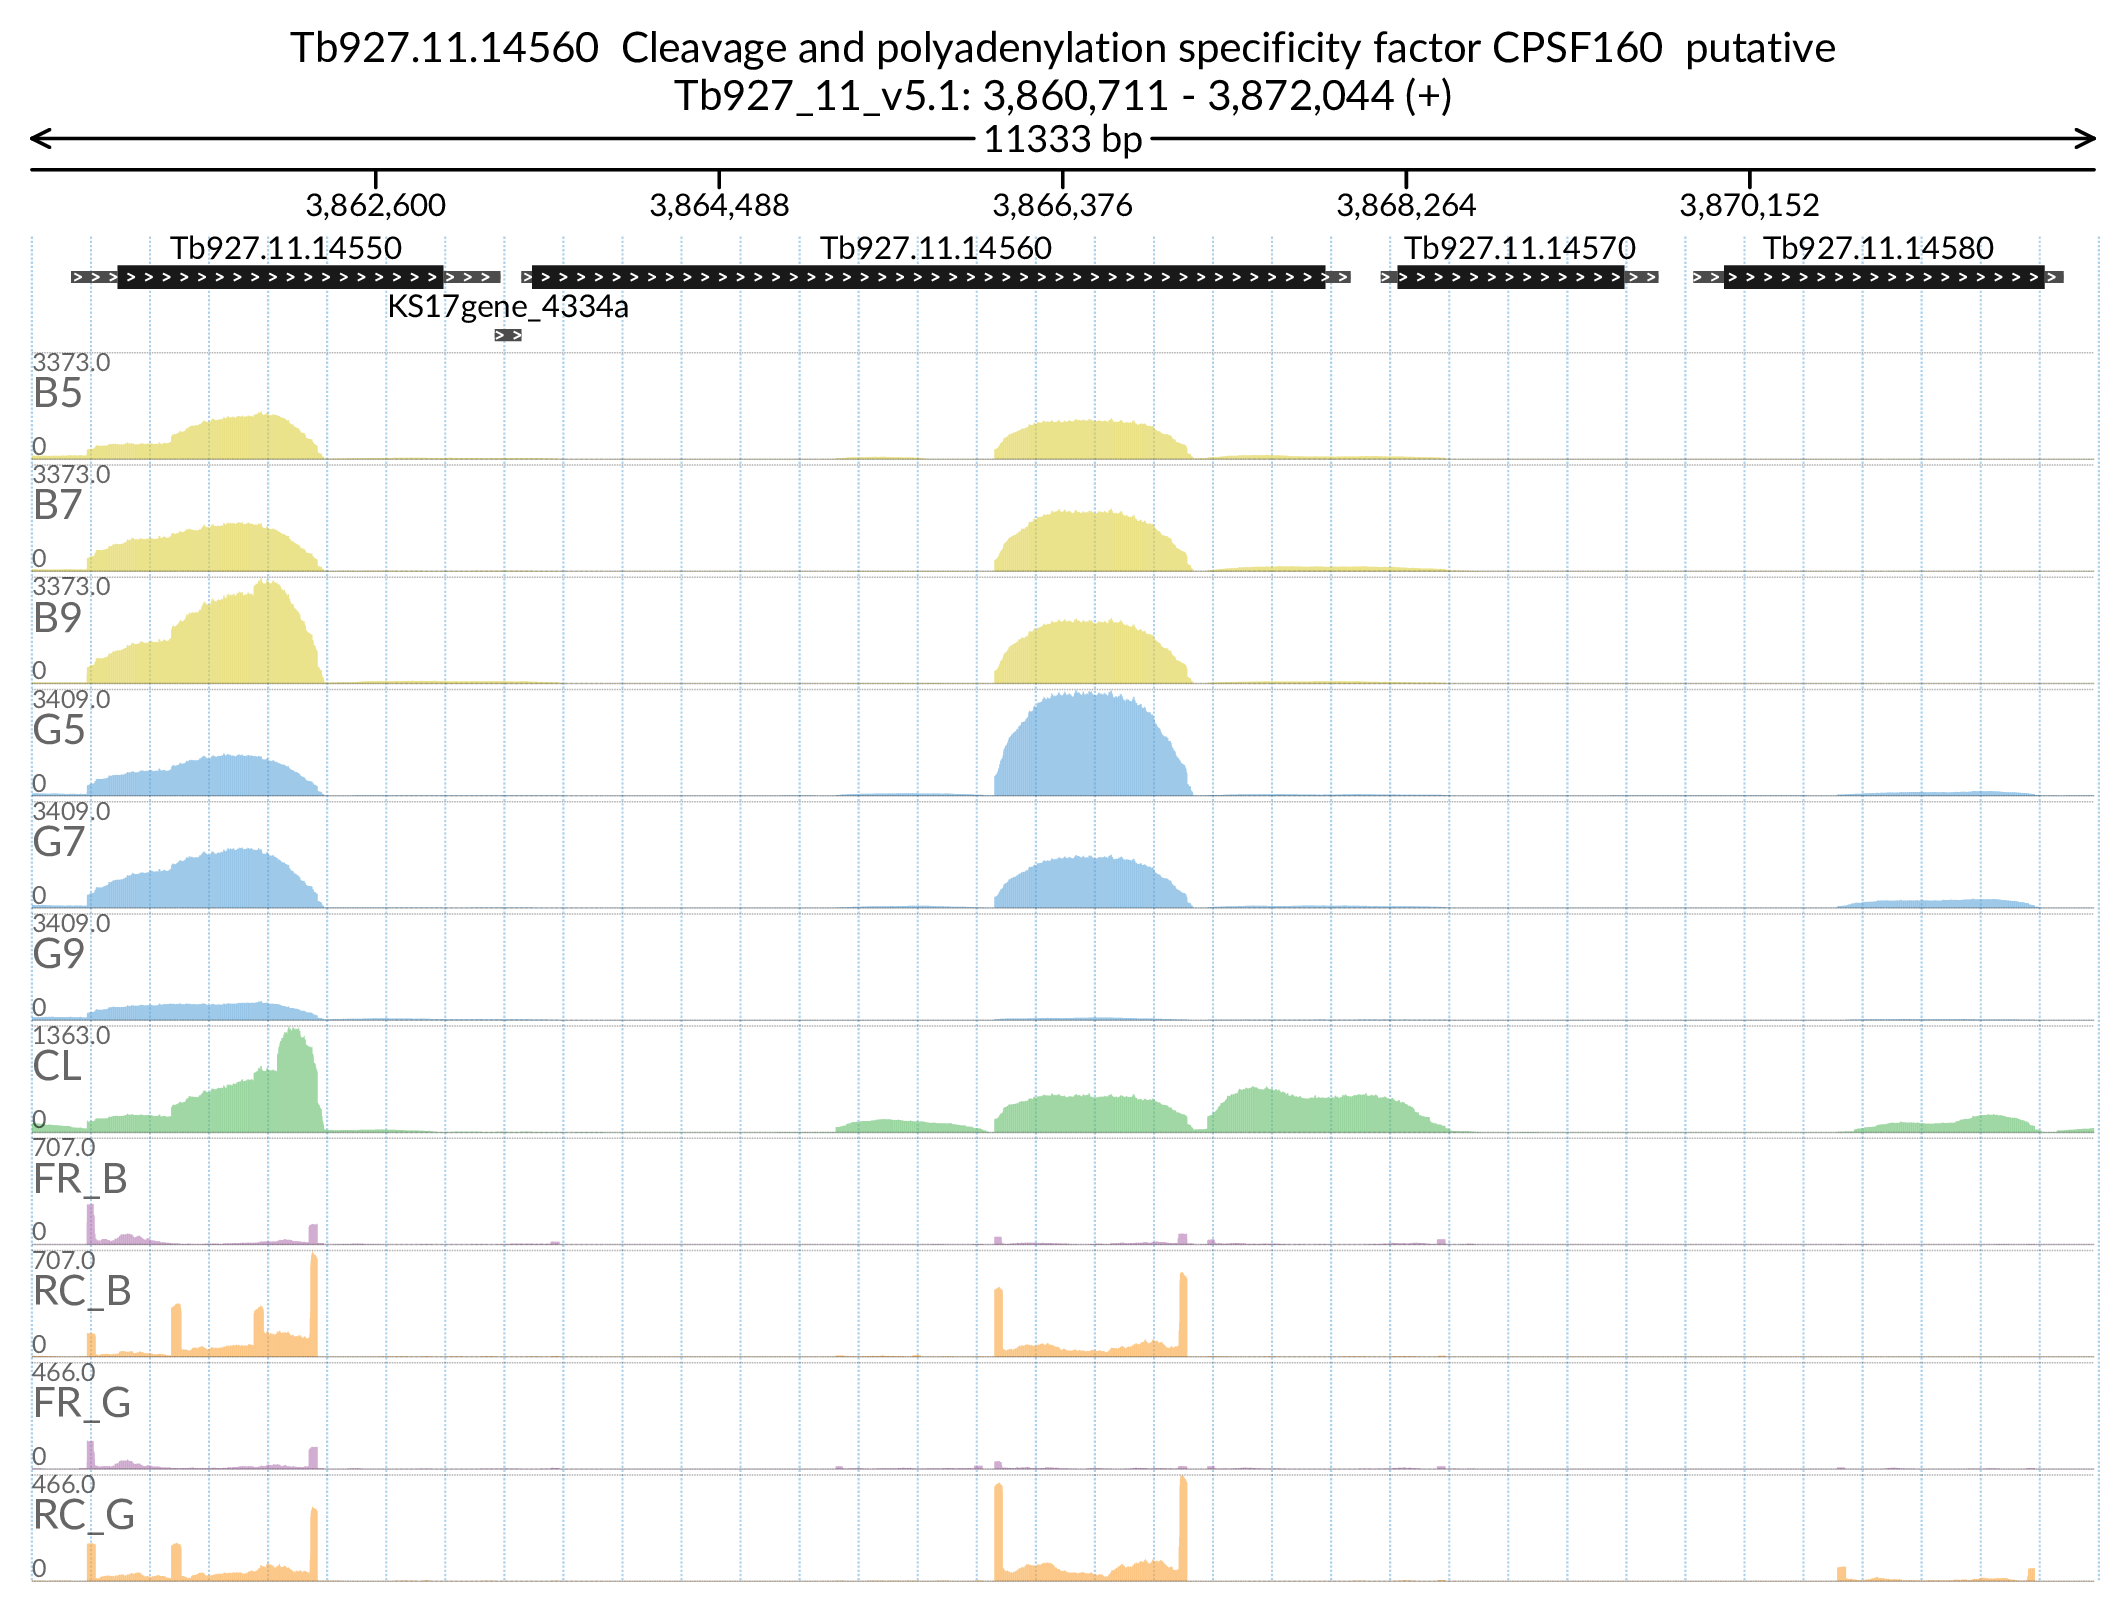 Tb927.11.14560  Cleavage and polyadenylation specificity factor CPSF160  putative
Tb927_11_v5.1: 3,860,711 - 3,872,044 (+)
11333 bp
3,862,600 3,864,488 3,866,376 3,868,264 3,870,152
Tb927.11.14550 Tb927.11.14560 Tb927.11.14570 Tb927.11.14580
KS17gene_4334a
3373.0
B5
0
3373.0
B7
0
3373.0
B9
0
3409.0
G5
0
3409.0
G7
0
3409.0
G9
0
1363.0
CL
0
707.0
FR_B
0
707.0
RC_B
0
466.0
FR_G
0
466.0
RC_G
0